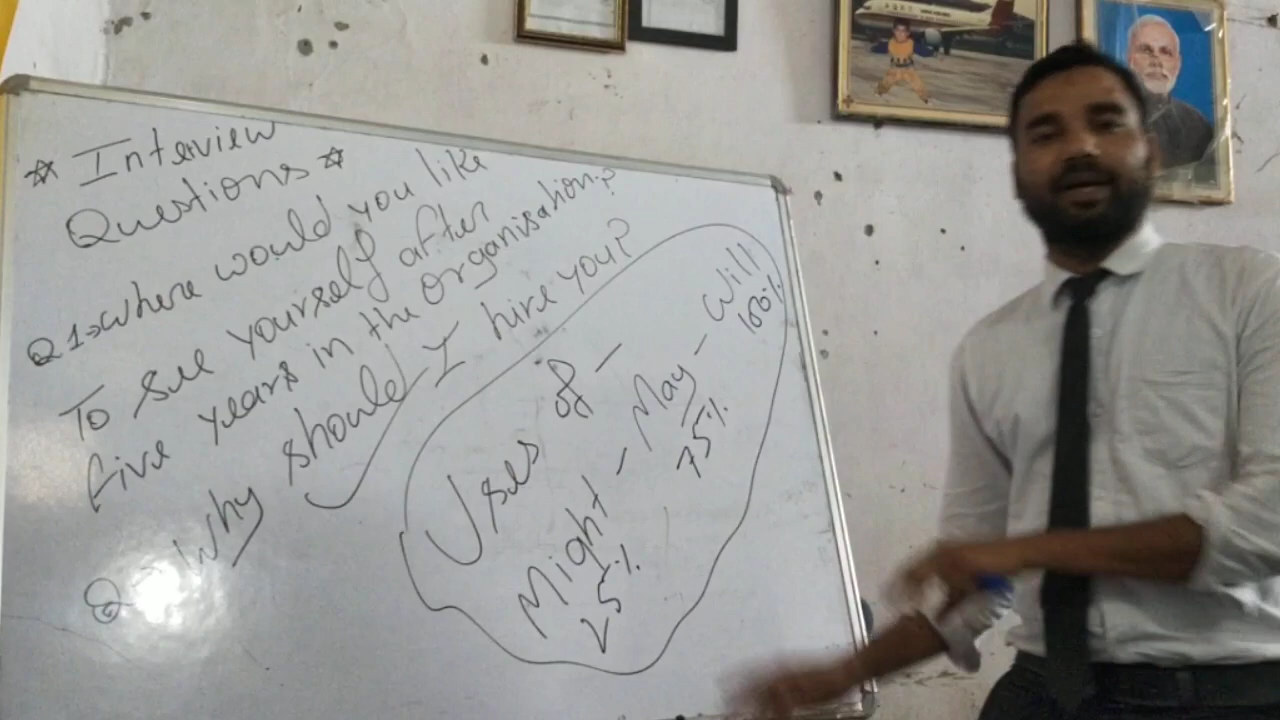 ☆ Interview
Questions ☆
Q 1→ Where would you like
To see yourself after
five years in the organisation?
Q - Why should I hire you?
Uses of -
Might - May - Will
25% 75% 100%